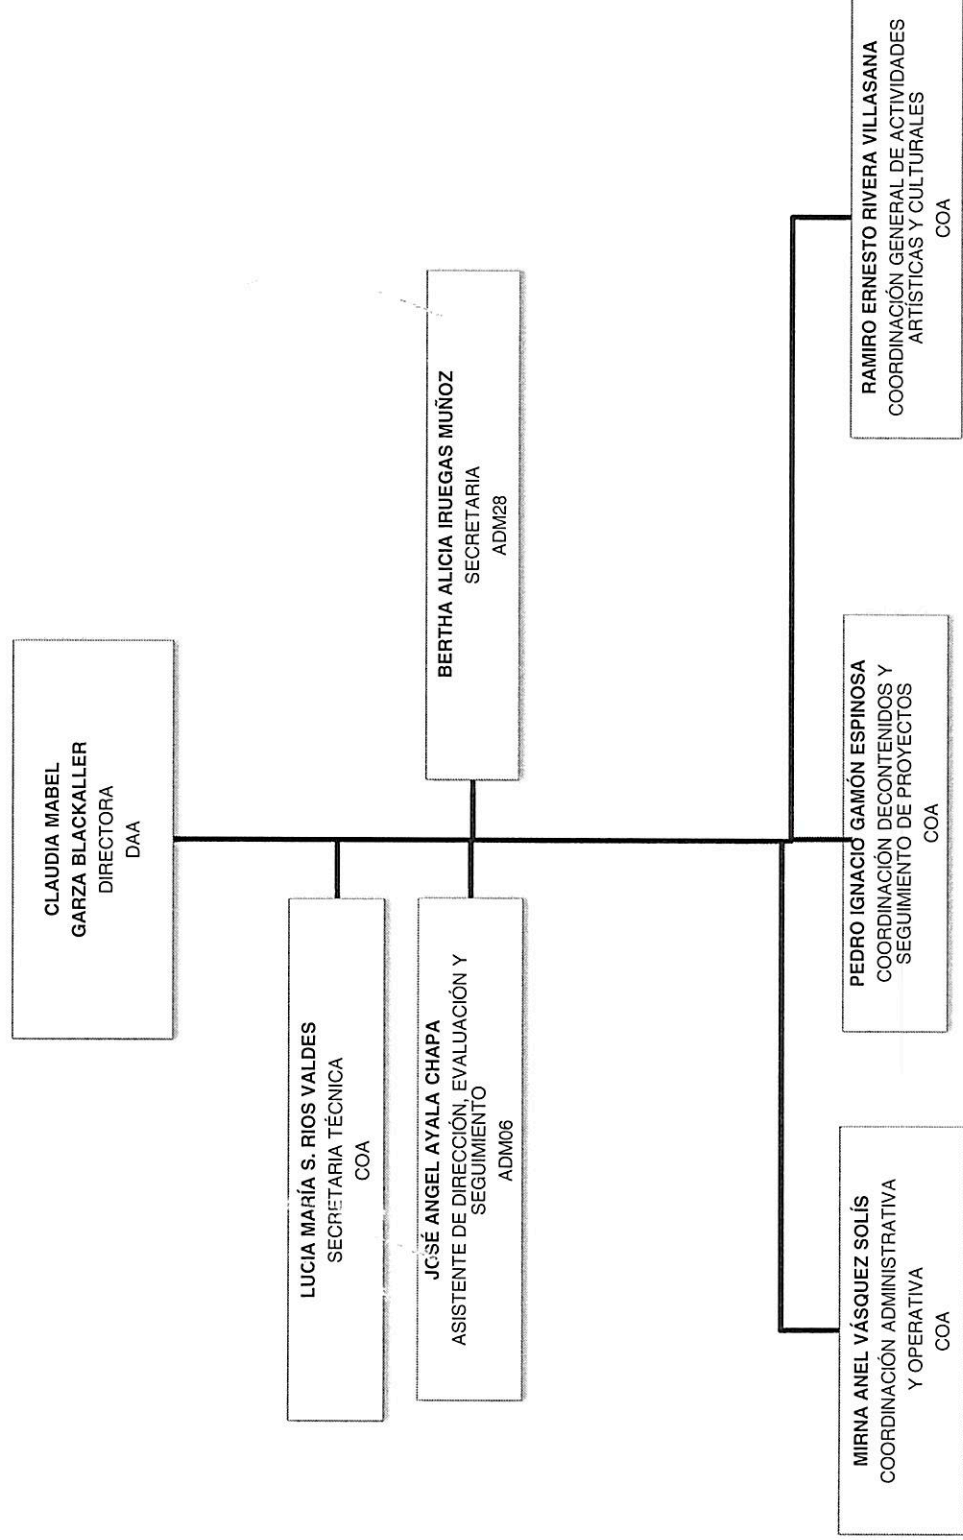 CLAUDIA MABEL
GARZA BLACKALLER
DIRECTORA
DAA
LUCIA MARÍA S. RIOS VALDES
SECRETARIA TÉCNICA
COA
JOSÉ ANGEL AYALA CHAPA
ASISTENTE DE DIRECCIÓN, EVALUACIÓN Y
SEGUIMIENTO
ADM06
BERTHA ALICIA IRUEGAS MUÑOZ
SECRETARIA
ADM28
MIRNA ANEL VÁSQUEZ SOLÍS
COORDINACIÓN ADMINISTRATIVA
Y OPERATIVA
COA
PEDRO IGNACIO GAMÓN ESPINOSA
COORDINACIÓN DECONTENIDOS Y
SEGUIMIENTO DE PROYECTOS
COA
RAMIRO ERNESTO RIVERA VILLASANA
COORDINACIÓN GENERAL DE ACTIVIDADES
ARTÍSTICAS Y CULTURALES
COA